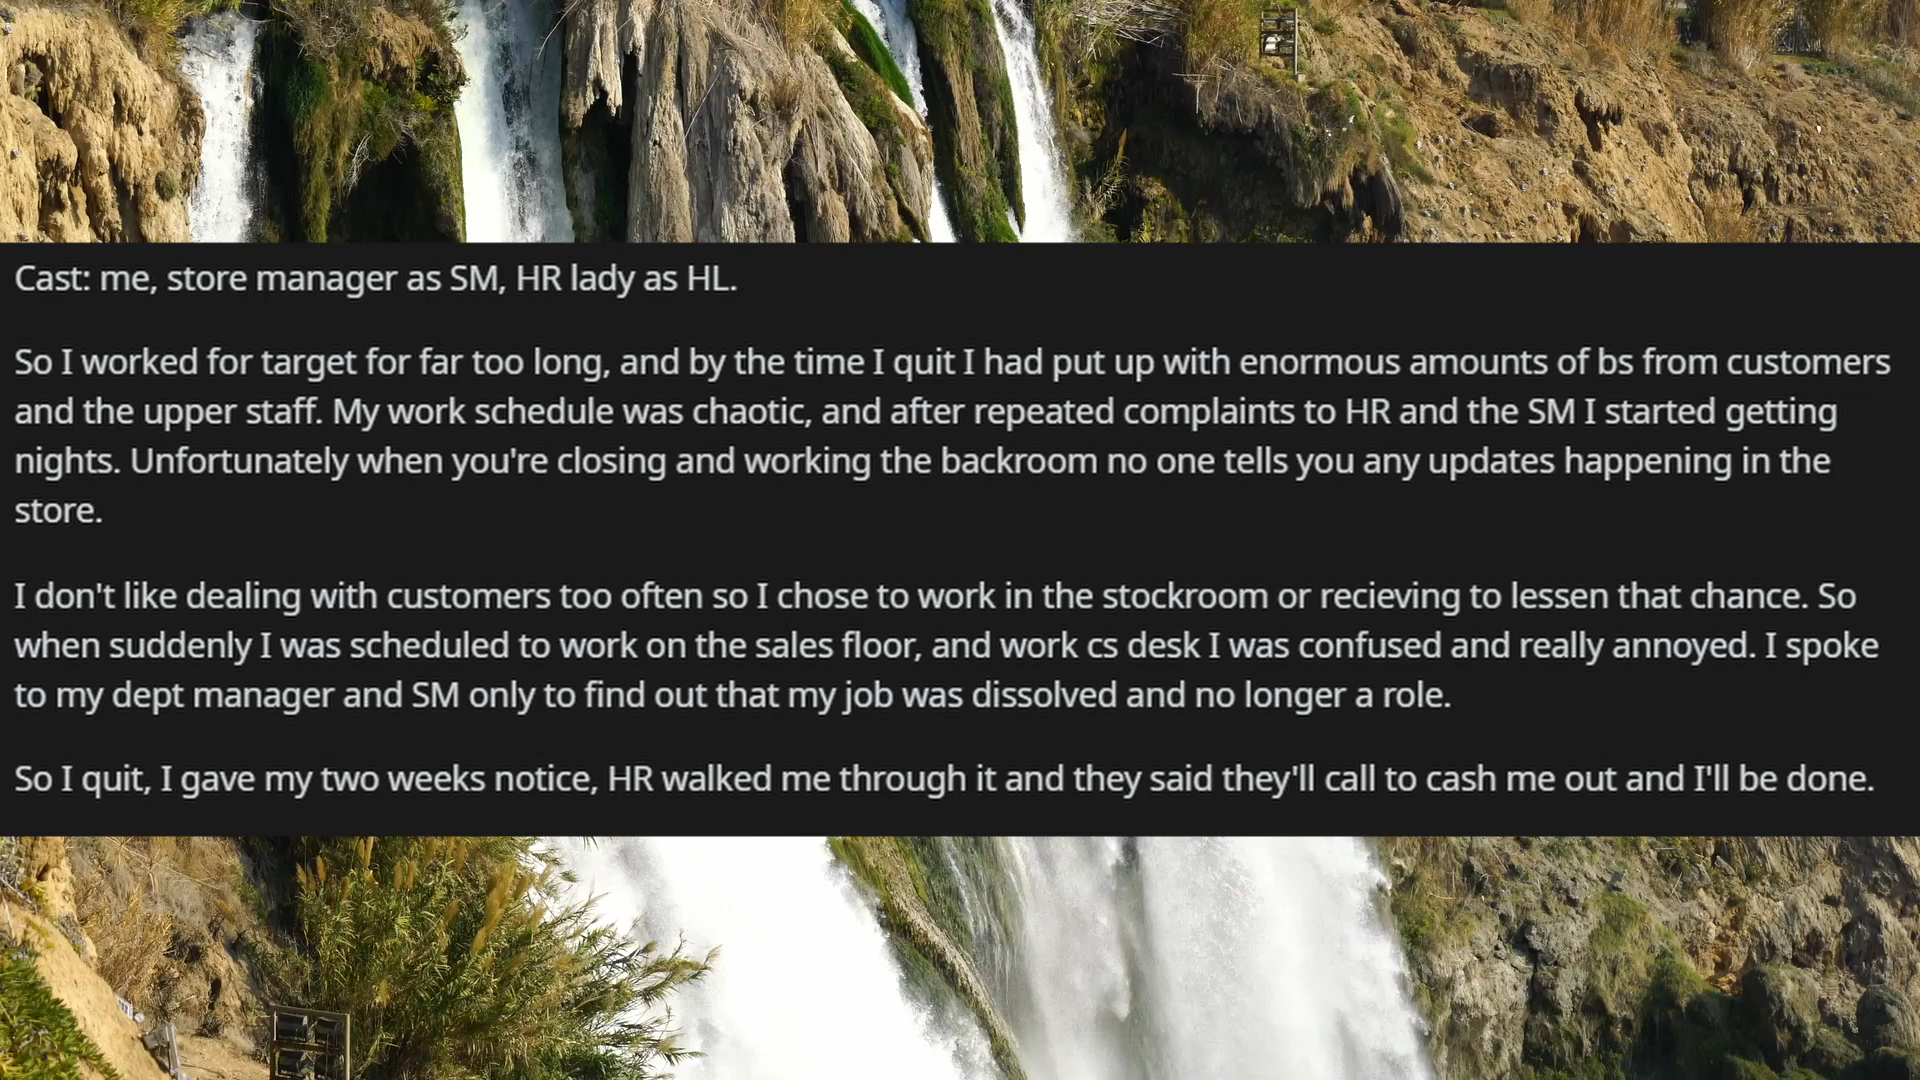 Cast: me, store manager as SM, HR lady as HL.
So I worked for target for far too long, and by the time I quit I had put up with enormous amounts of bs from customers
and the upper staff. My work schedule was chaotic, and after repeated complaints to HR and the SM I started getting
nights. Unfortunately when you're closing and working the backroom no one tells you any updates happening in the
store.
I don't like dealing with customers too often so I chose to work in the stockroom or recieving to lessen that chance. So
when suddenly I was scheduled to work on the sales floor, and work cs desk I was confused and really annoyed. I spoke
to my dept manager and SM only to find out that my job was dissolved and no longer a role.
So I quit, I gave my two weeks notice, HR walked me through it and they said they'll call to cash me out and I'll be done.